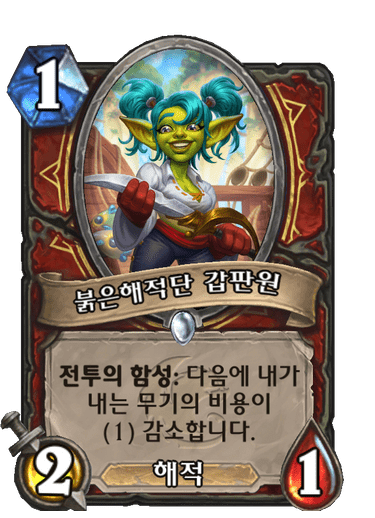 1
붉은해적단 갑판원
전투의 함성: 다음에 내가
내는 무기의 비용이
(1) 감소합니다.
2
해적
1